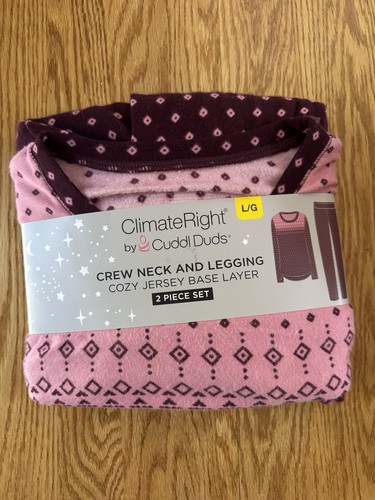 ClimateRight®
by Cuddl Duds®
L/G
CREW NECK AND LEGGING
COZY JERSEY BASE LAYER
2 PIECE SET